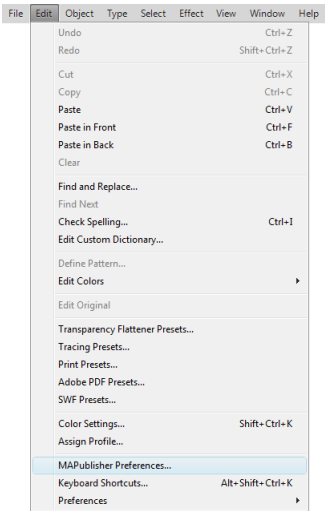 File Edit Object Type Select Effect View Window Help
Undo Ctrl+Z
Redo Shift+Ctrl+Z
Cut Ctrl+X
Copy Ctrl+C
Paste Ctrl+V
Paste in Front Ctrl+F
Paste in Back Ctrl+B
Clear
Find and Replace...
Find Next
Check Spelling... Ctrl+I
Edit Custom Dictionary...
Define Pattern...
Edit Colors
Edit Original
Transparency Flattener Presets...
Tracing Presets...
Print Presets...
Adobe PDF Presets...
SWF Presets...
Color Settings... Shift+Ctrl+K
Assign Profile...
MAPublisher Preferences...
Keyboard Shortcuts... Alt+Shift+Ctrl+K
Preferences